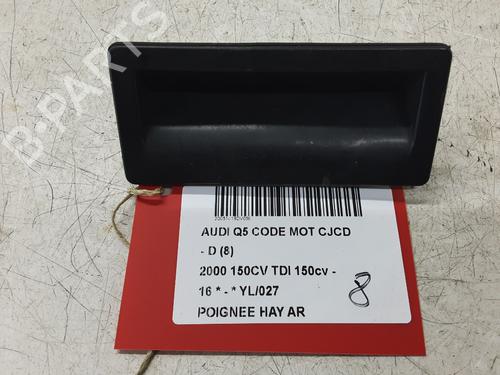 B-PARTS
AUDI Q5 CODE MOT CJCD
- D (8)
2000 150CV TDI 150cv -
16 * - * YL/027
POIGNEE HAY AR
8